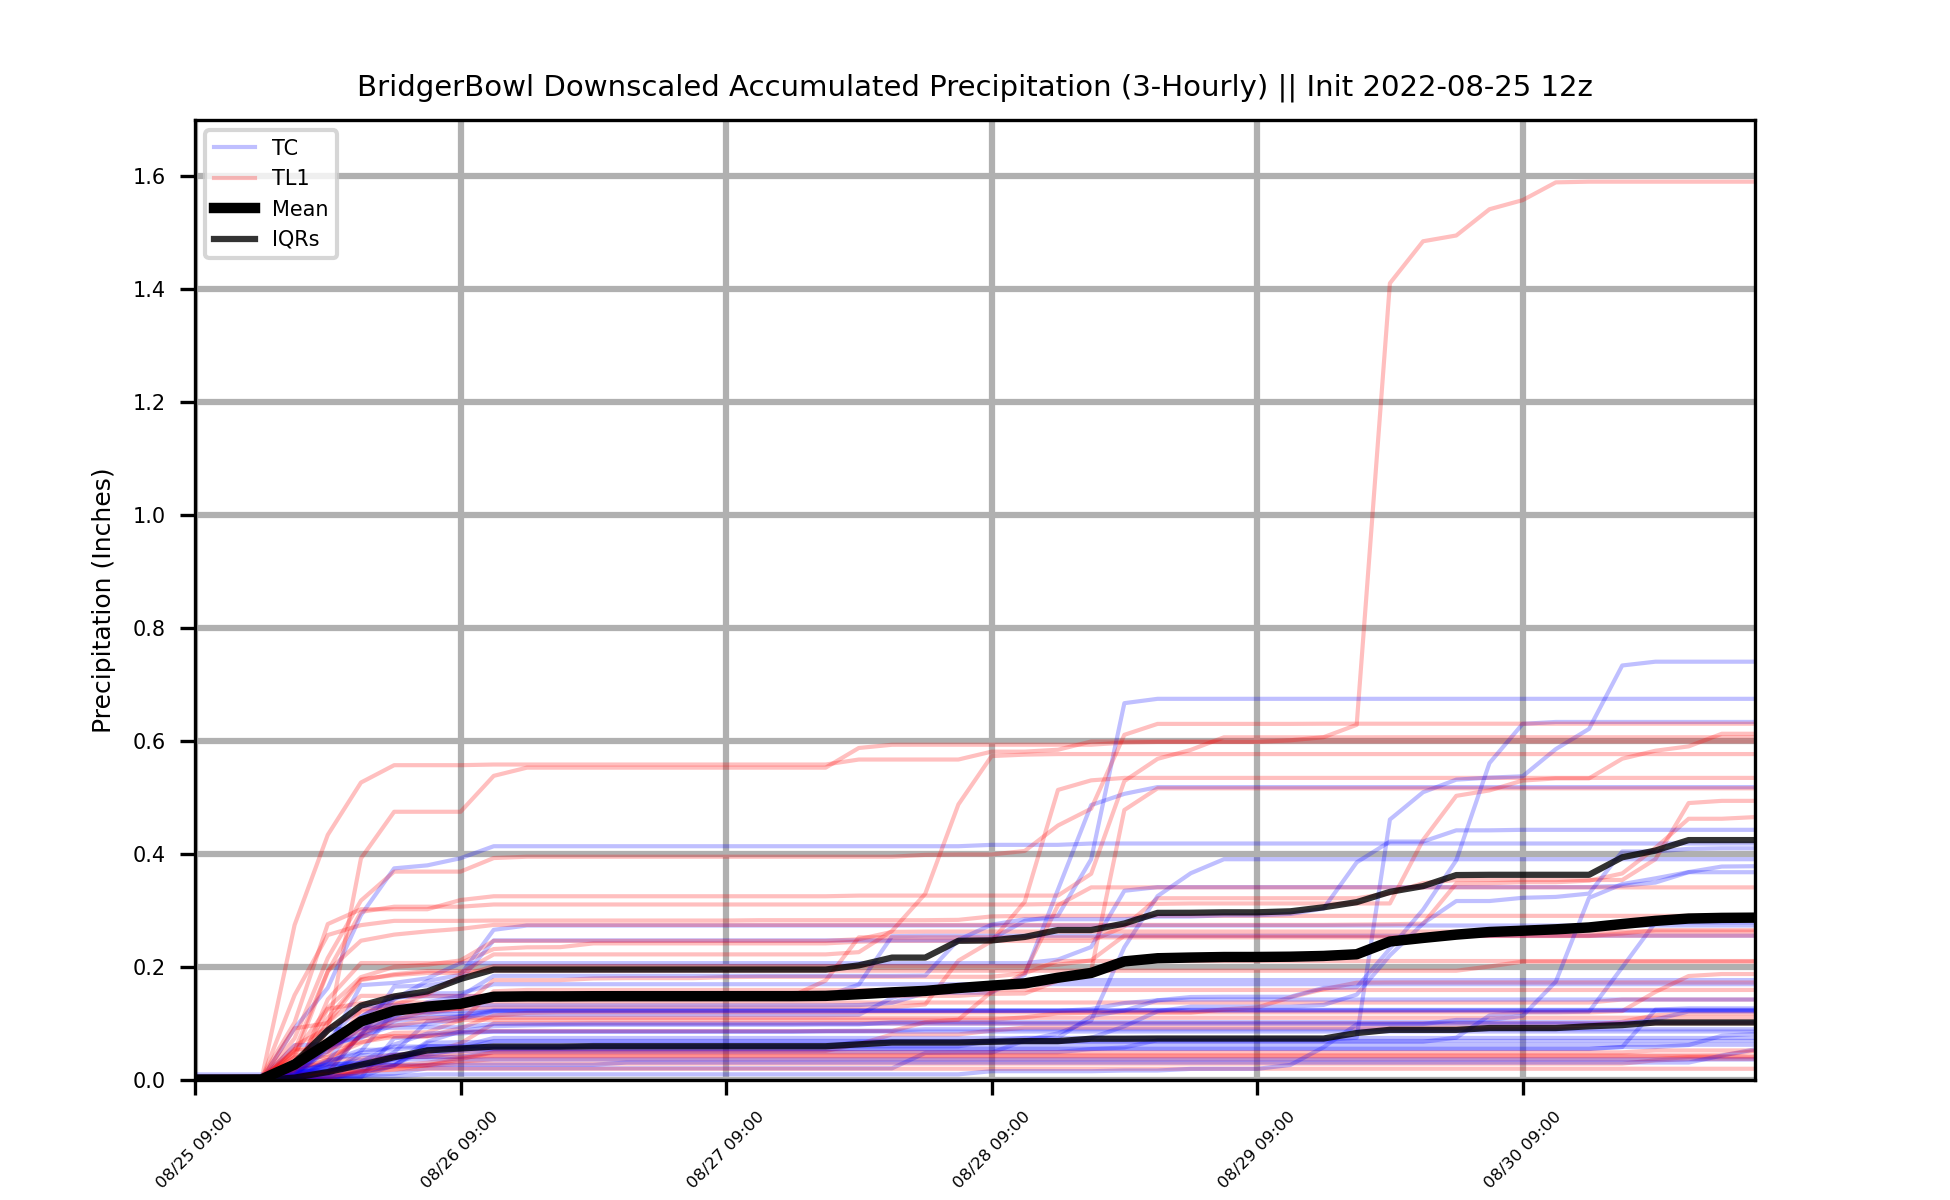 BridgerBowl Downscaled Accumulated Precipitation (3-Hourly) || Init 2022-08-25 12z
TC
TL1
Mean
IQRs
Precipitation (Inches)
1.6
1.4
1.2
1.0
0.8
0.6
0.4
0.2
0.0
08/25 09:00
08/26 09:00
08/27 09:00
08/28 09:00
08/29 09:00
08/30 09:00